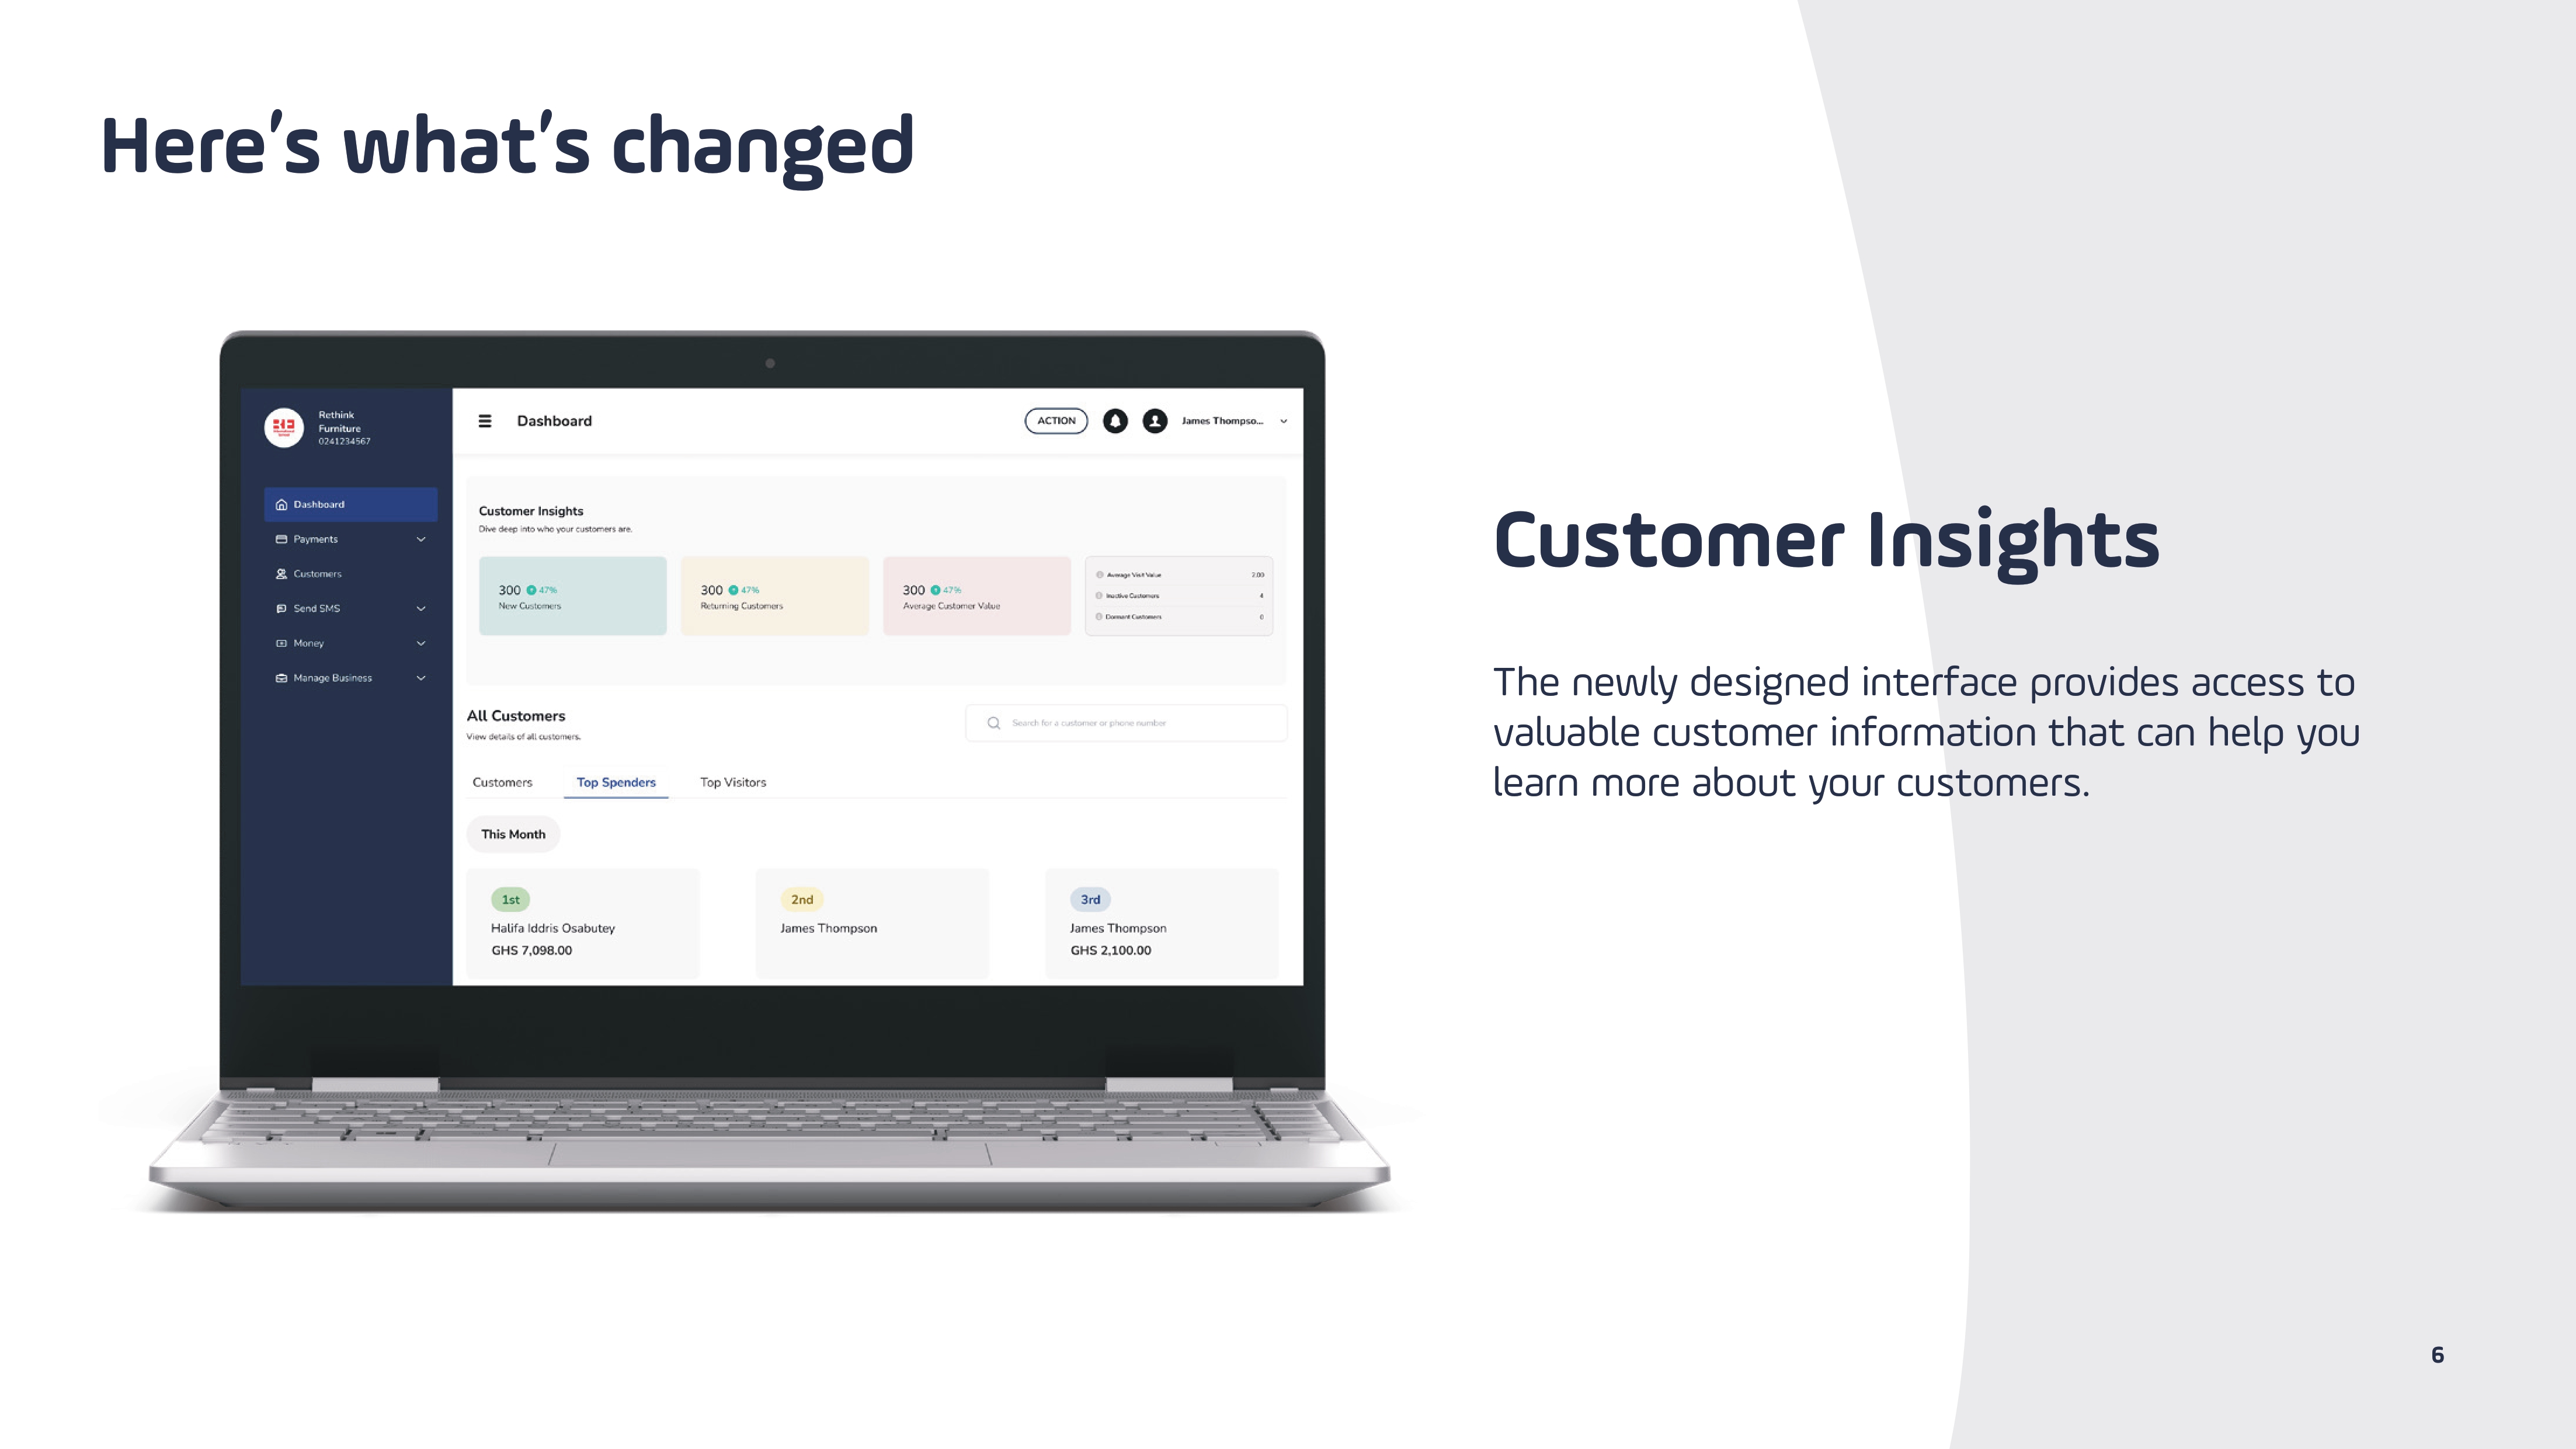 Here's what's changed
Rethink
Furniture
0241234567
Dashboard
Payments
Customers
Send SMS
Money
Manage Business
Dashboard
ACTION
James Thompso...
Customer Insights
Dive deep into who your customers are.
300 47%
New Customers
300 47%
Returning Customers
300 47%
Average Customer Value
Average Visit Value 2.00
Inactive Customers 4
Dormant Customers 0
All Customers
View details of all customers.
Search for a customer or phone number
Customers
Top Spenders
Top Visitors
This Month
1st
Halifa Iddris Osabutey
GHS 7,098.00
2nd
James Thompson
3rd
James Thompson
GHS 2,100.00
Customer Insights
The newly designed interface provides access to
valuable customer information that can help you
learn more about your customers.
6